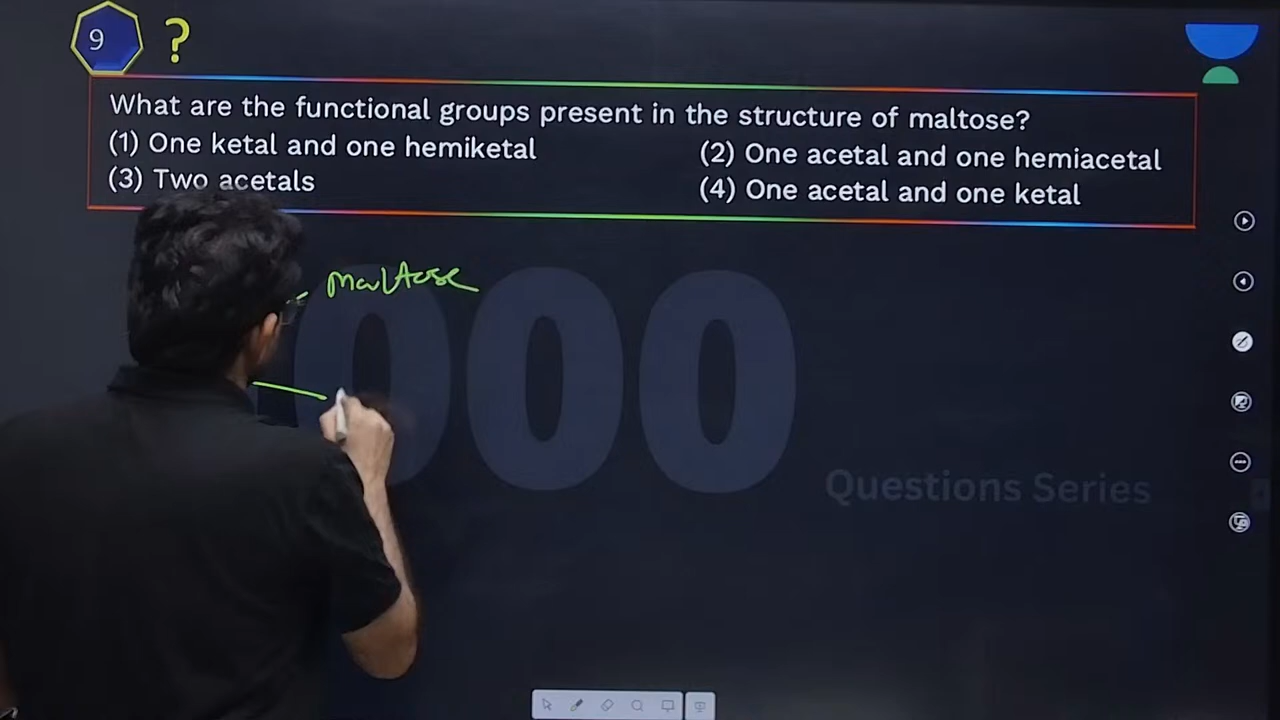 9 ?
What are the functional groups present in the structure of maltose?
(1) One ketal and one hemiketal
(2) One acetal and one hemiacetal
(3) Two acetals
(4) One acetal and one ketal
Maltose
000
Questions Series